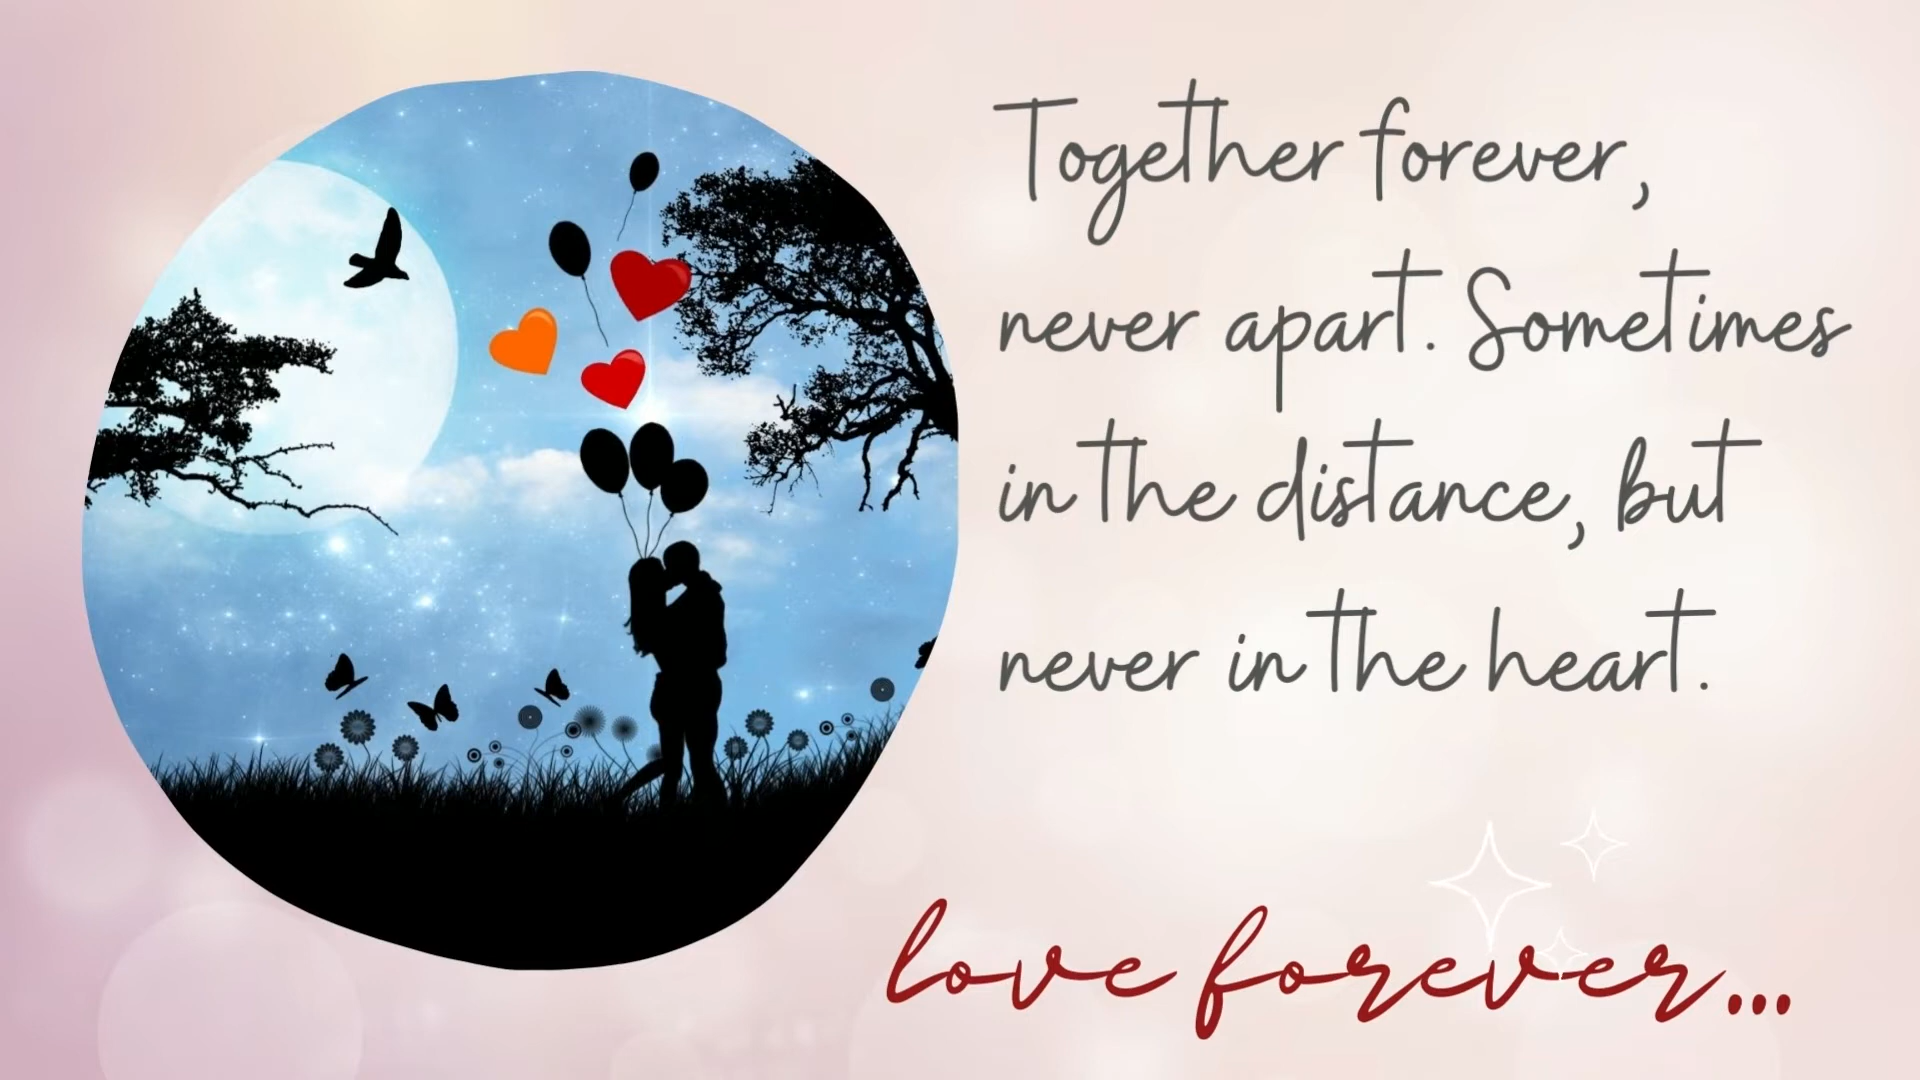 Together forever,
never apart. Sometimes
in the distance, but
never in the heart.
love forever...